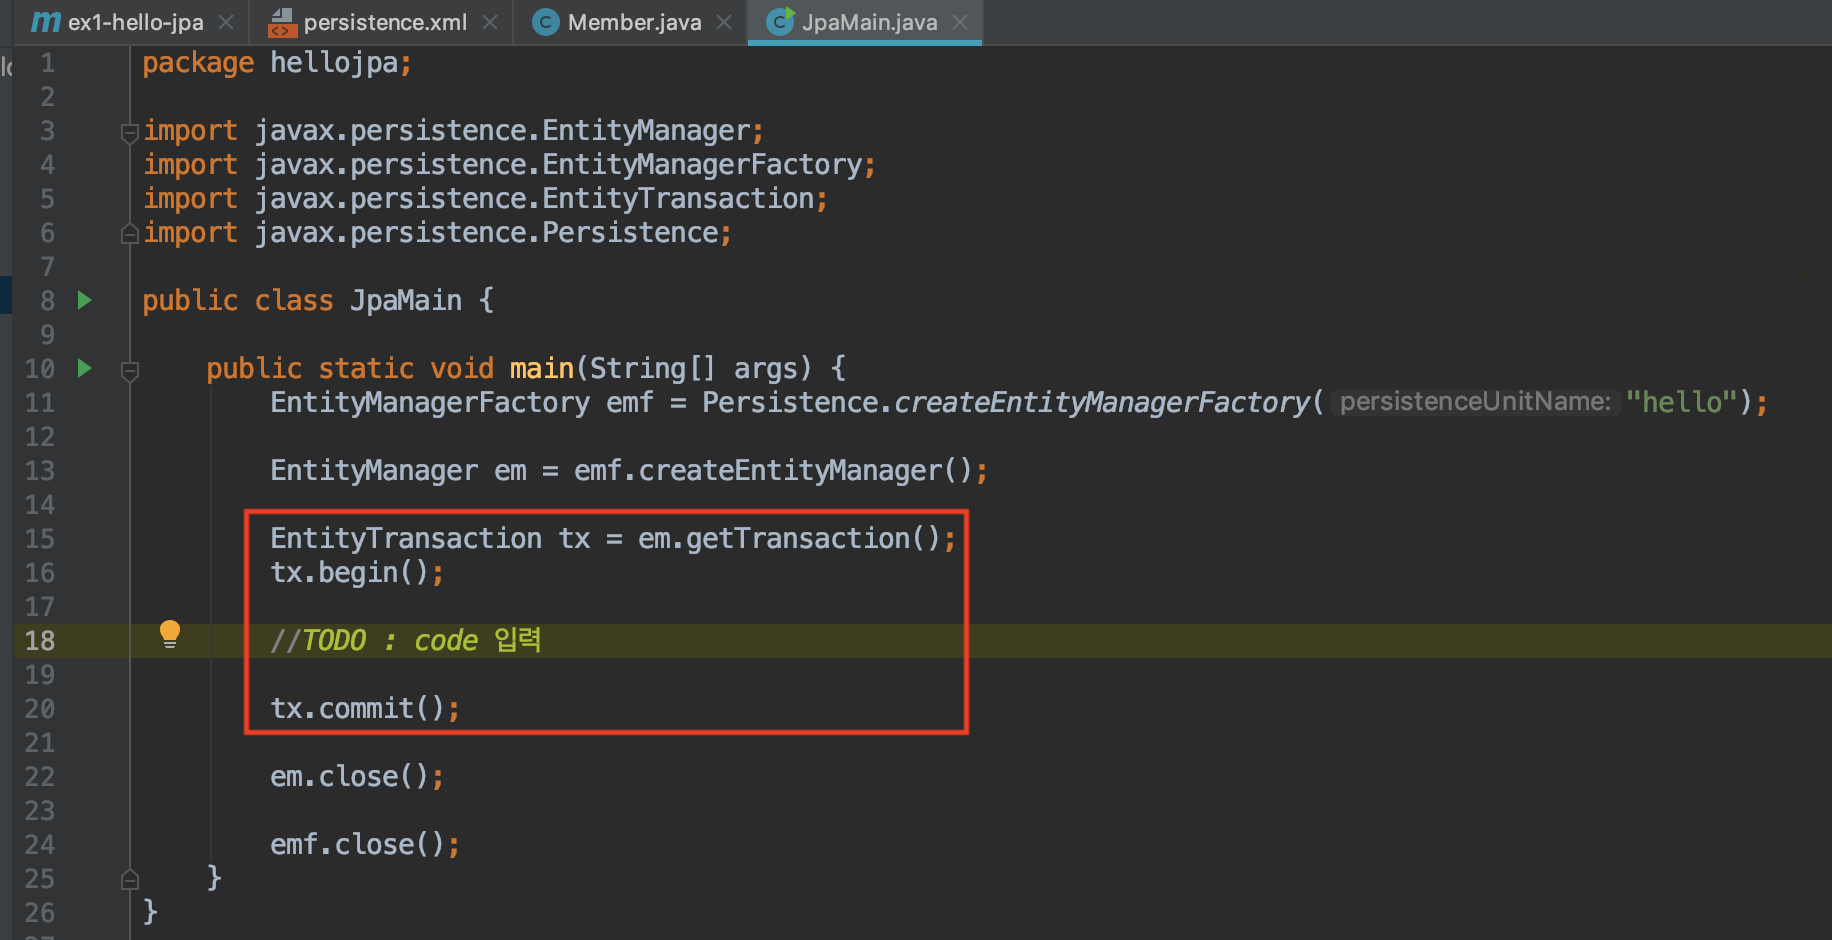 m ex1-hello-jpa persistence.xml C Member.java C JpaMain.java
1 package hellojpa;
2
3 import javax.persistence.EntityManager;
4 import javax.persistence.EntityManagerFactory;
5 import javax.persistence.EntityTransaction;
6 import javax.persistence.Persistence;
7
8 public class JpaMain {
9
10 public static void main(String[] args) {
11 EntityManagerFactory emf = Persistence.createEntityManagerFactory( persistenceUnitName: "hello");
12
13 EntityManager em = emf.createEntityManager();
14
15 EntityTransaction tx = em.getTransaction();
16 tx.begin();
17
18 //TODO : code 입력
19
20 tx.commit();
21
22 em.close();
23
24 emf.close();
25 }
26 }